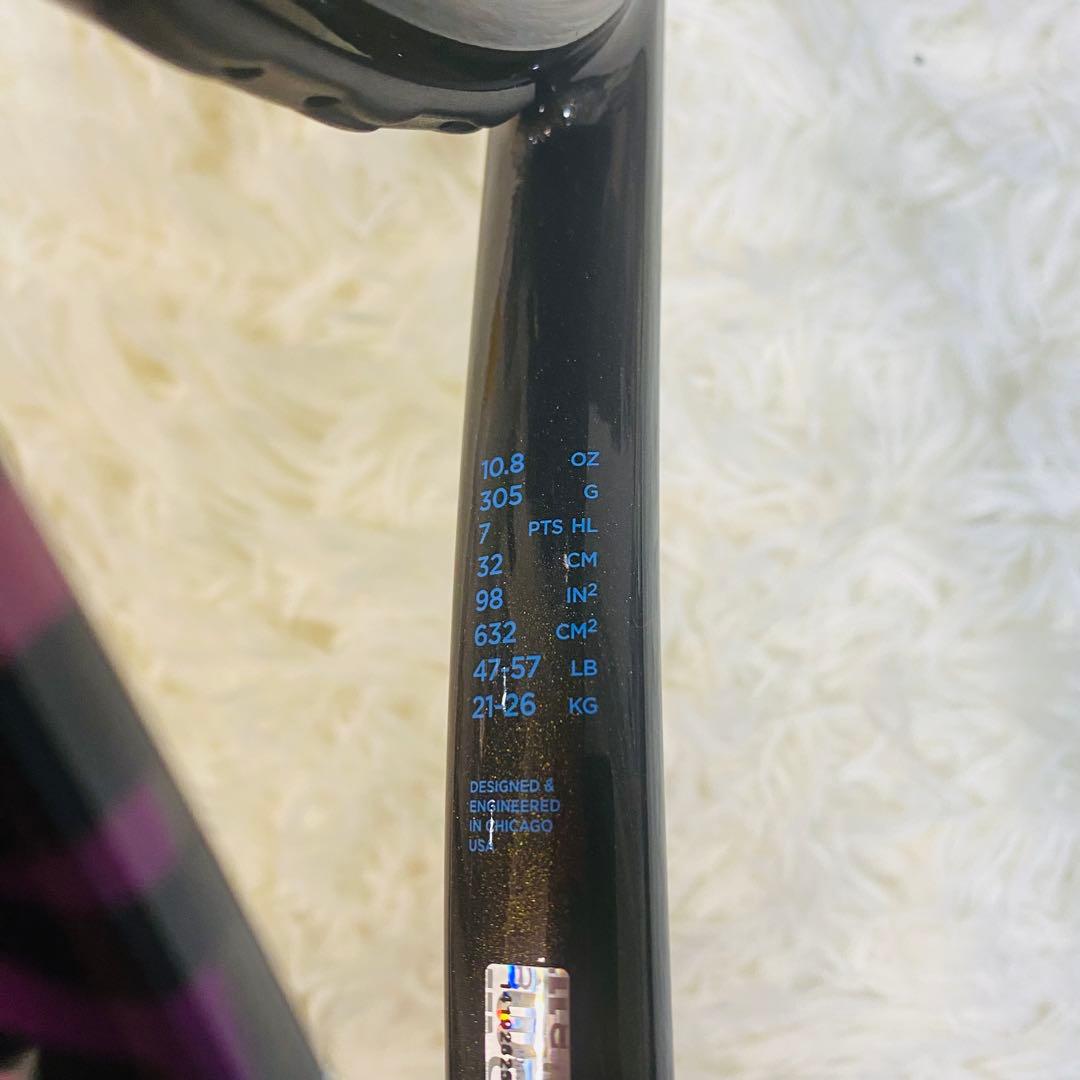 10.8 OZ
305 G
7 PTS HL
32 CM
98 IN²
632 CM²
47-57 LB
21-26 KG
DESIGNED &
ENGINEERED
IN CHICAGO
USA